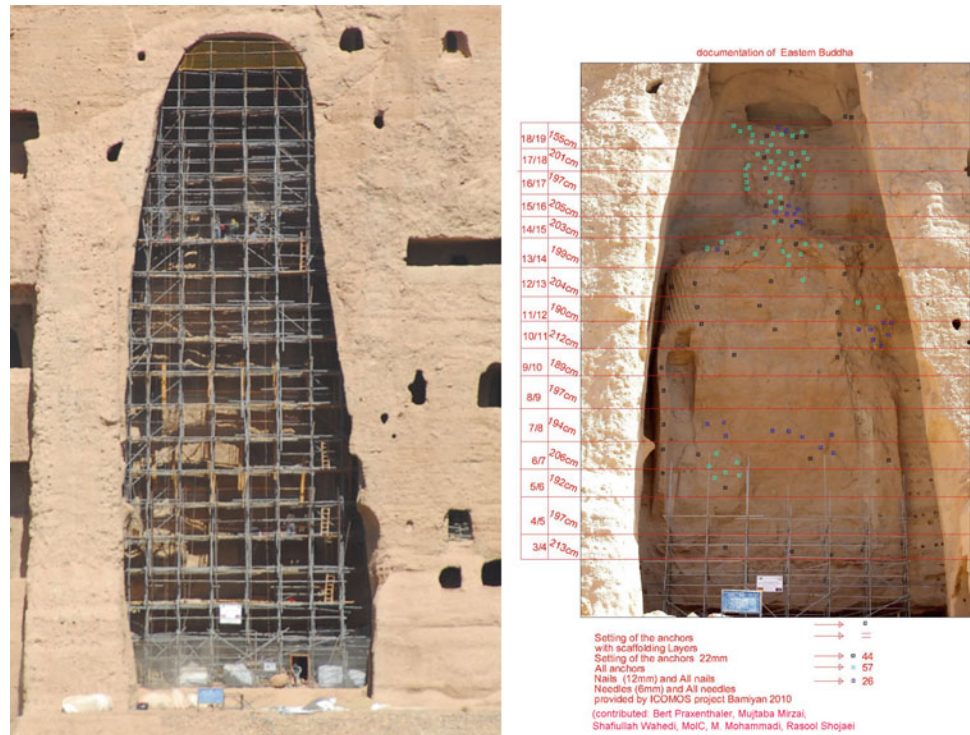 documentation of Eastern Buddha
18/19 155cm
17/18 201cm
16/17 197cm
15/16 205cm
14/15 203cm
13/14 199cm
12/13 204cm
11/12 190cm
10/11 212cm
9/10 189cm
8/9 197cm
7/8 194cm
6/7 206cm
5/6 192cm
4/5 197cm
3/4 213cm
Setting of the anchors
with scaffolding Layers
Setting of the anchors 22mm 44
All anchors 57
Nails (12mm) and All nails 26
Needles (6mm) and All needles
provided by ICOMOS project Bamiyan 2010
(contributed: Bert Praxenthaler, Mujtaba Mirzai,
Shafiullah Wahedi, MoIC, M. Mohammadi, Rasool Shojaei